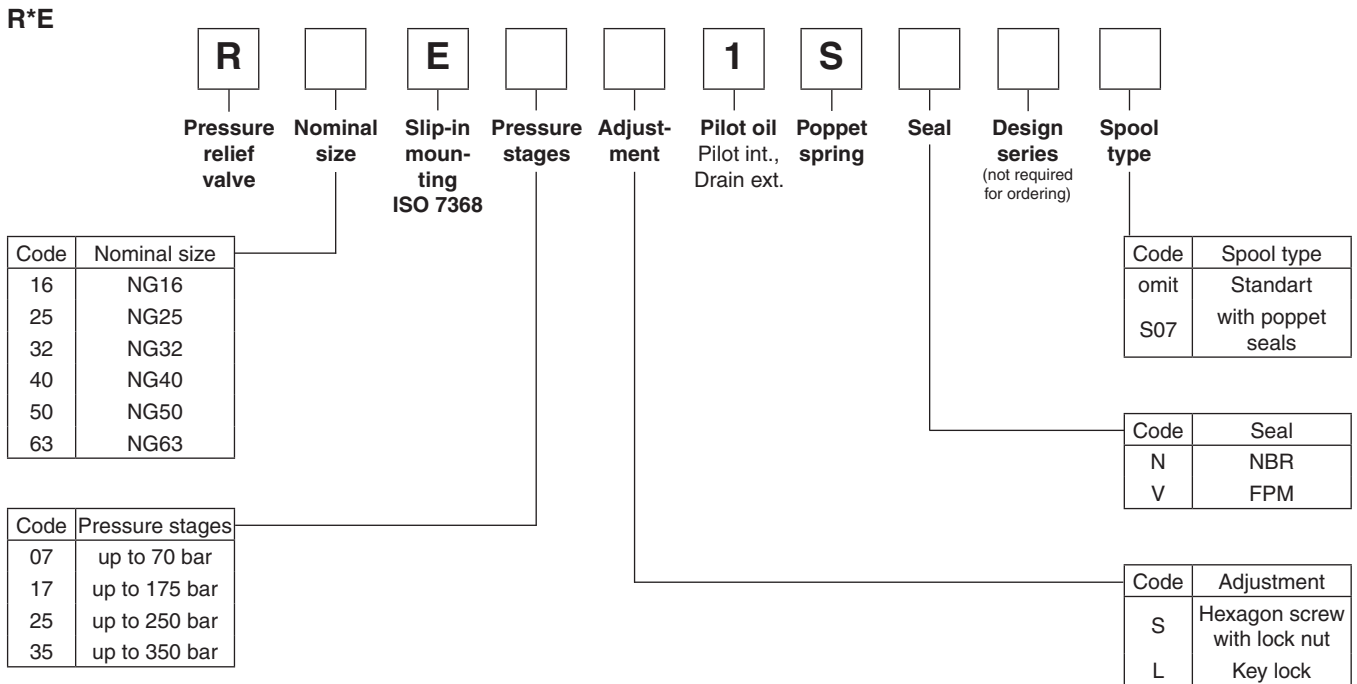 R*E
R E 1 S
Pressure relief valve
Nominal size
Slip-in moun-ting ISO 7368
Pressure stages
Adjust-ment
Pilot oil
Pilot int., Drain ext.
Poppet spring
Seal
Design series
(not required for ordering)
Spool type
Code Nominal size
16 NG16
25 NG25
32 NG32
40 NG40
50 NG50
63 NG63
Code Pressure stages
07 up to 70 bar
17 up to 175 bar
25 up to 250 bar
35 up to 350 bar
Code Spool type
omit Standart
S07 with poppet seals
Code Seal
N NBR
V FPM
Code Adjustment
S Hexagon screw with lock nut
L Key lock